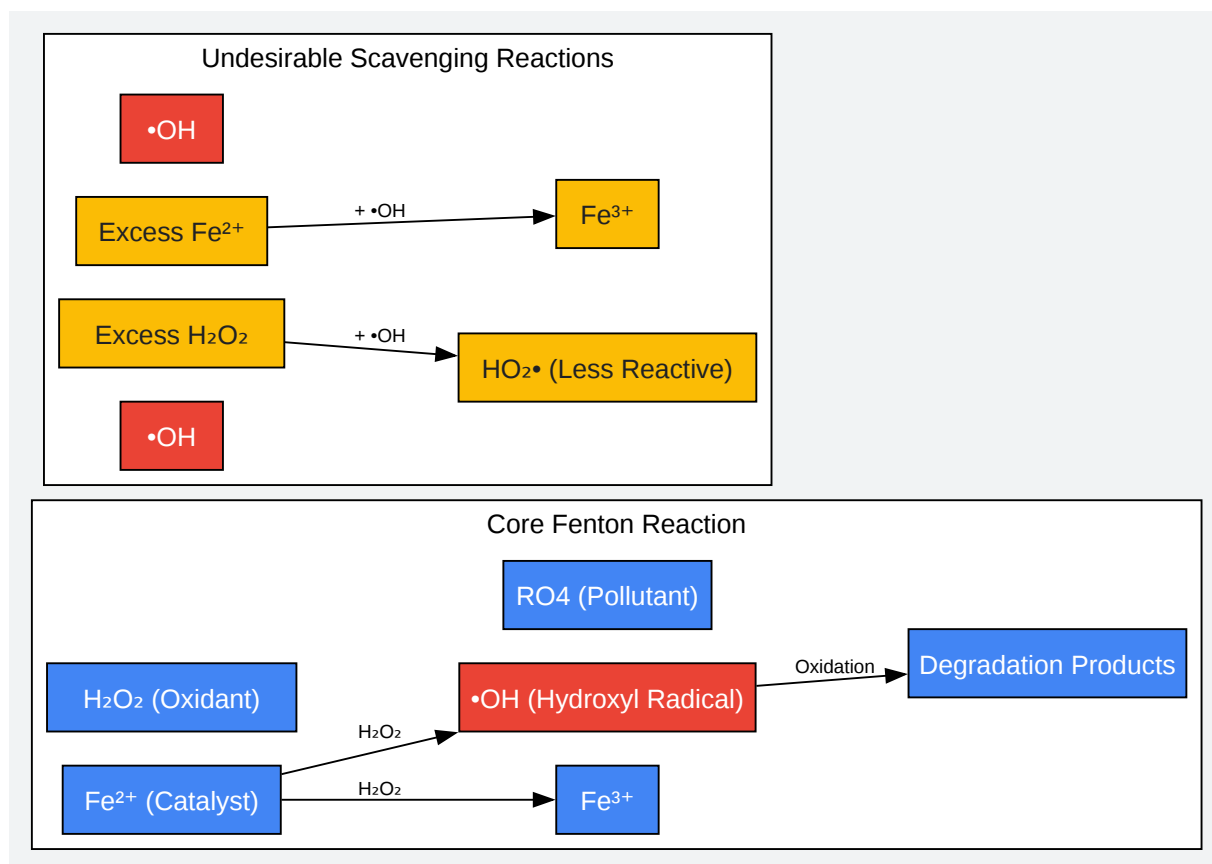 Undesirable Scavenging Reactions
•OH
Excess Fe²⁺
+ •OH
Fe³⁺
Excess H₂O₂
+ •OH
HO₂• (Less Reactive)
•OH
Core Fenton Reaction
RO4 (Pollutant)
H₂O₂ (Oxidant)
•OH (Hydroxyl Radical)
Oxidation
Degradation Products
Fe²⁺ (Catalyst)
H₂O₂
H₂O₂
Fe³⁺